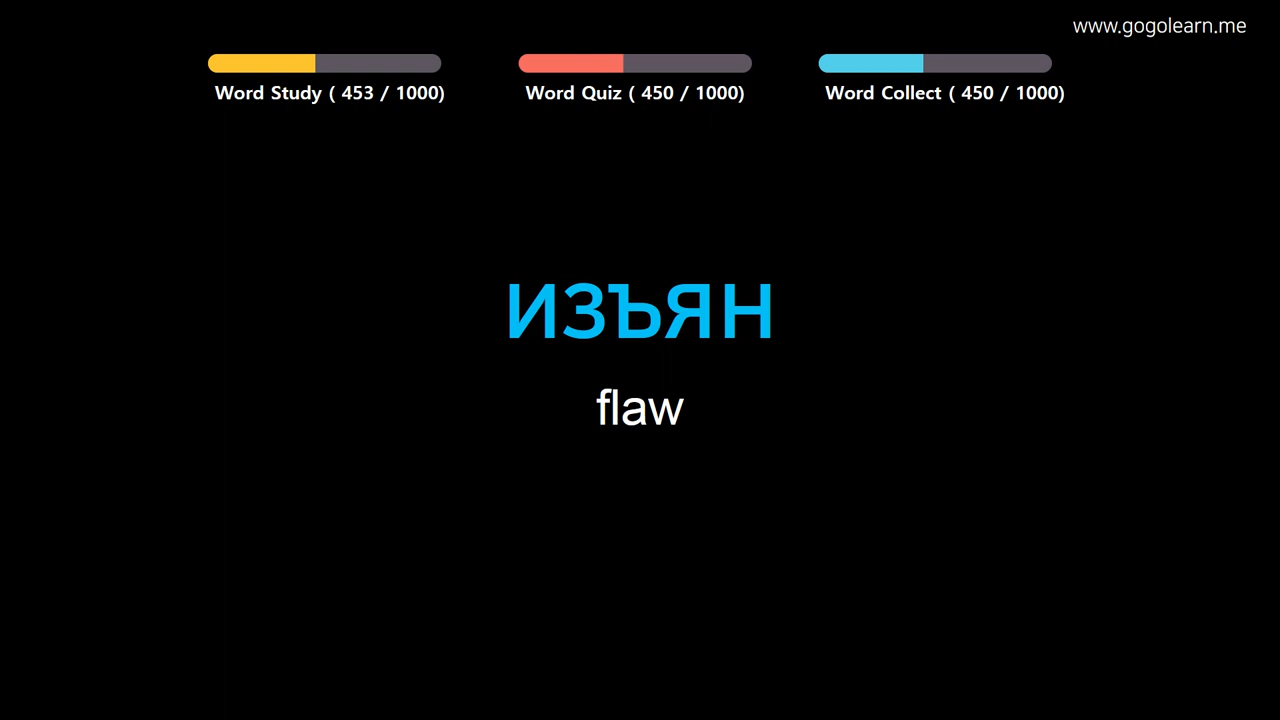 www.gogolearn.me
Word Study ( 453 / 1000)
Word Quiz ( 450 / 1000)
Word Collect ( 450 / 1000)
изъян
flaw